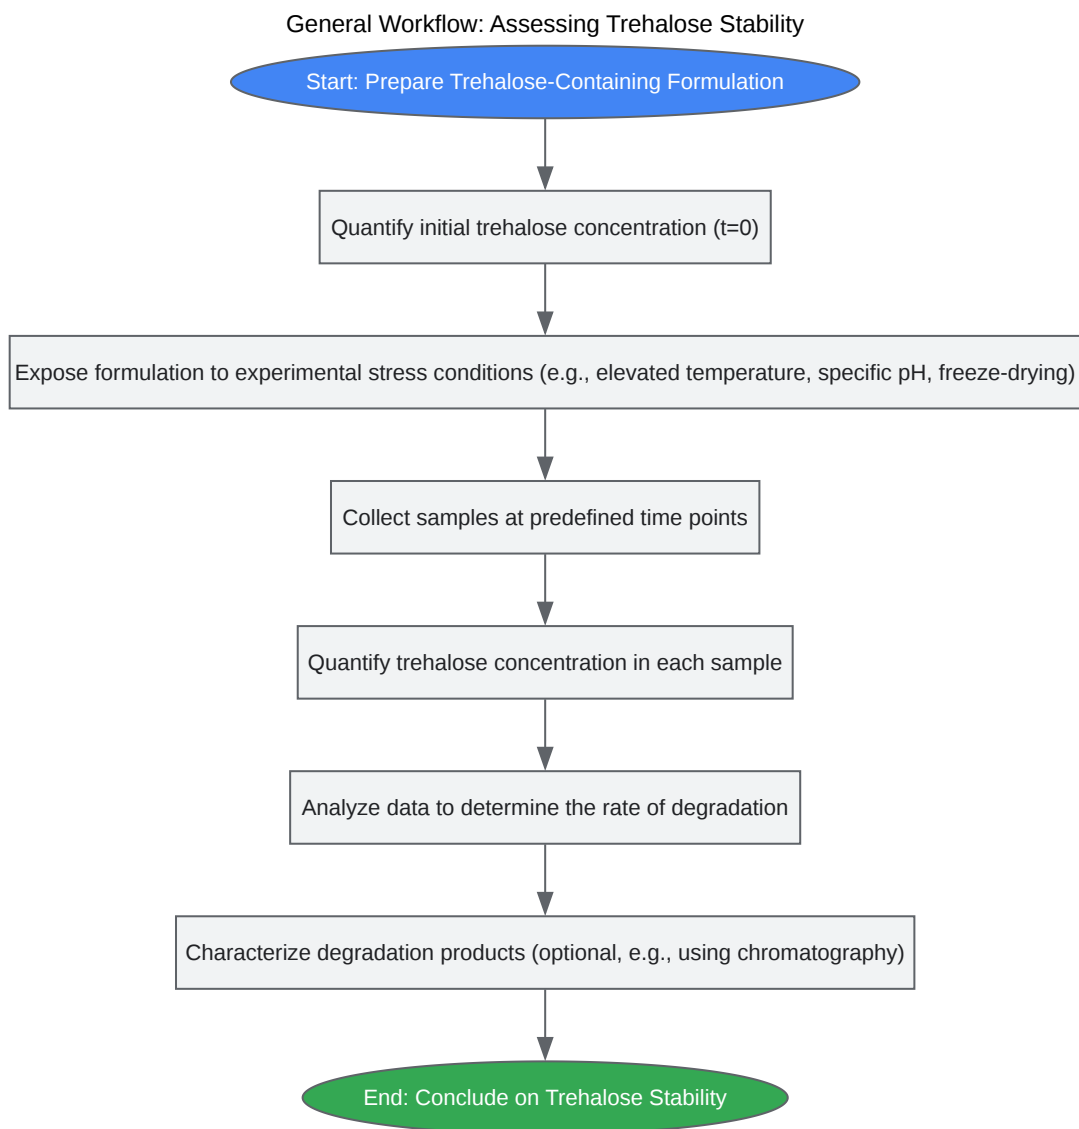 General Workflow: Assessing Trehalose Stability
Start: Prepare Trehalose-Containing Formulation
Quantify initial trehalose concentration (t=0)
Expose formulation to experimental stress conditions (e.g., elevated temperature, specific pH, freeze-drying)
Collect samples at predefined time points
Quantify trehalose concentration in each sample
Analyze data to determine the rate of degradation
Characterize degradation products (optional, e.g., using chromatography)
End: Conclude on Trehalose Stability